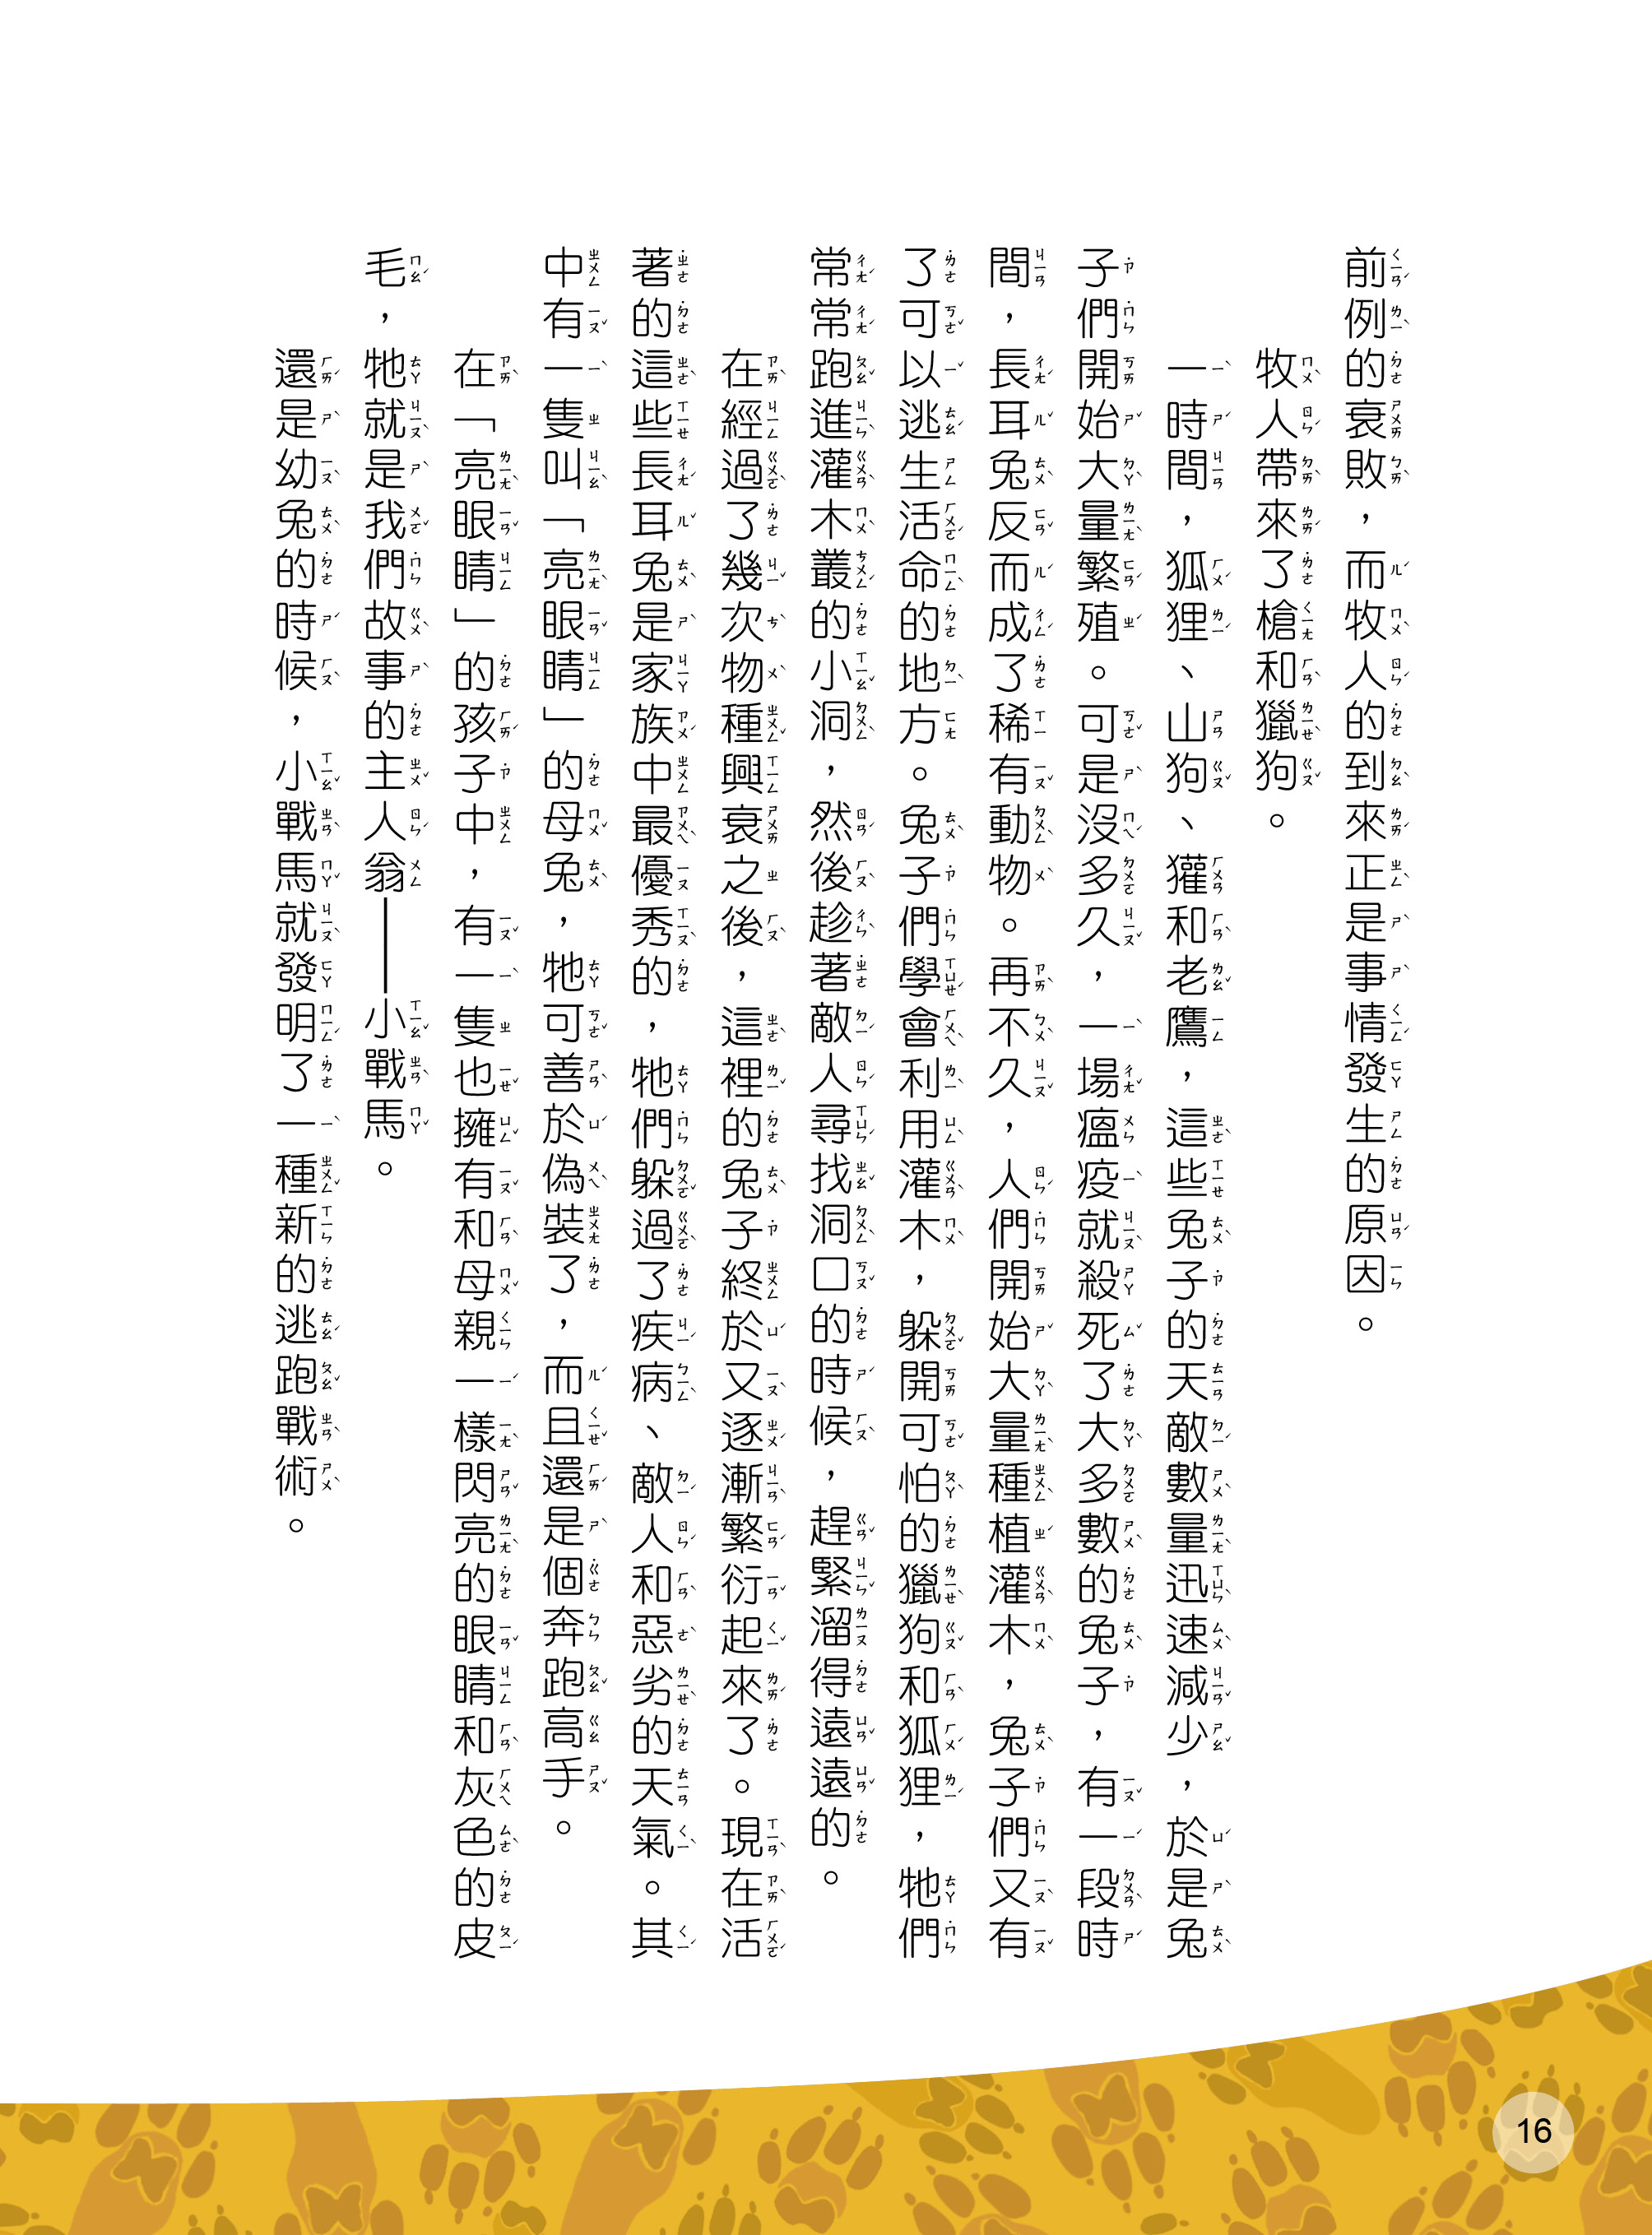 前例的衰敗，而牧人的到來正是事情發生的原因。
牧人帶來了槍和獵狗。
一時間，狐狸、山狗、獾和老鷹，這些兔子的天敵數量迅速減少，於是兔
子們開始大量繁殖。可是沒多久，一場瘟疫就殺死了大多數的兔子，有一段時
間，長耳兔反而成了稀有動物。再不久，人們開始大量種植灌木，兔子們又有
了可以逃生活命的地方。兔子們學會利用灌木，躲開可怕的獵狗和狐狸，牠們
常常跑進灌木叢的小洞，然後趁著敵人尋找洞口的時候，趕緊溜得遠遠的。
在經過了幾次物種興衰之後，這裡的兔子終於又逐漸繁衍起來了。現在活
著的這些長耳兔是家族中最優秀的，牠們躲過了疾病、敵人和惡劣的天氣。其
中有一隻叫「亮眼睛」的母兔，牠可善於偽裝了，而且還是個奔跑高手。
在「亮眼睛」的孩子中，有一隻也擁有和母親一樣閃亮的眼睛和灰色的皮
毛，牠就是我們故事的主人翁——小戰馬。
還是幼兔的時候，小戰馬就發明了一種新的逃跑戰術。
16